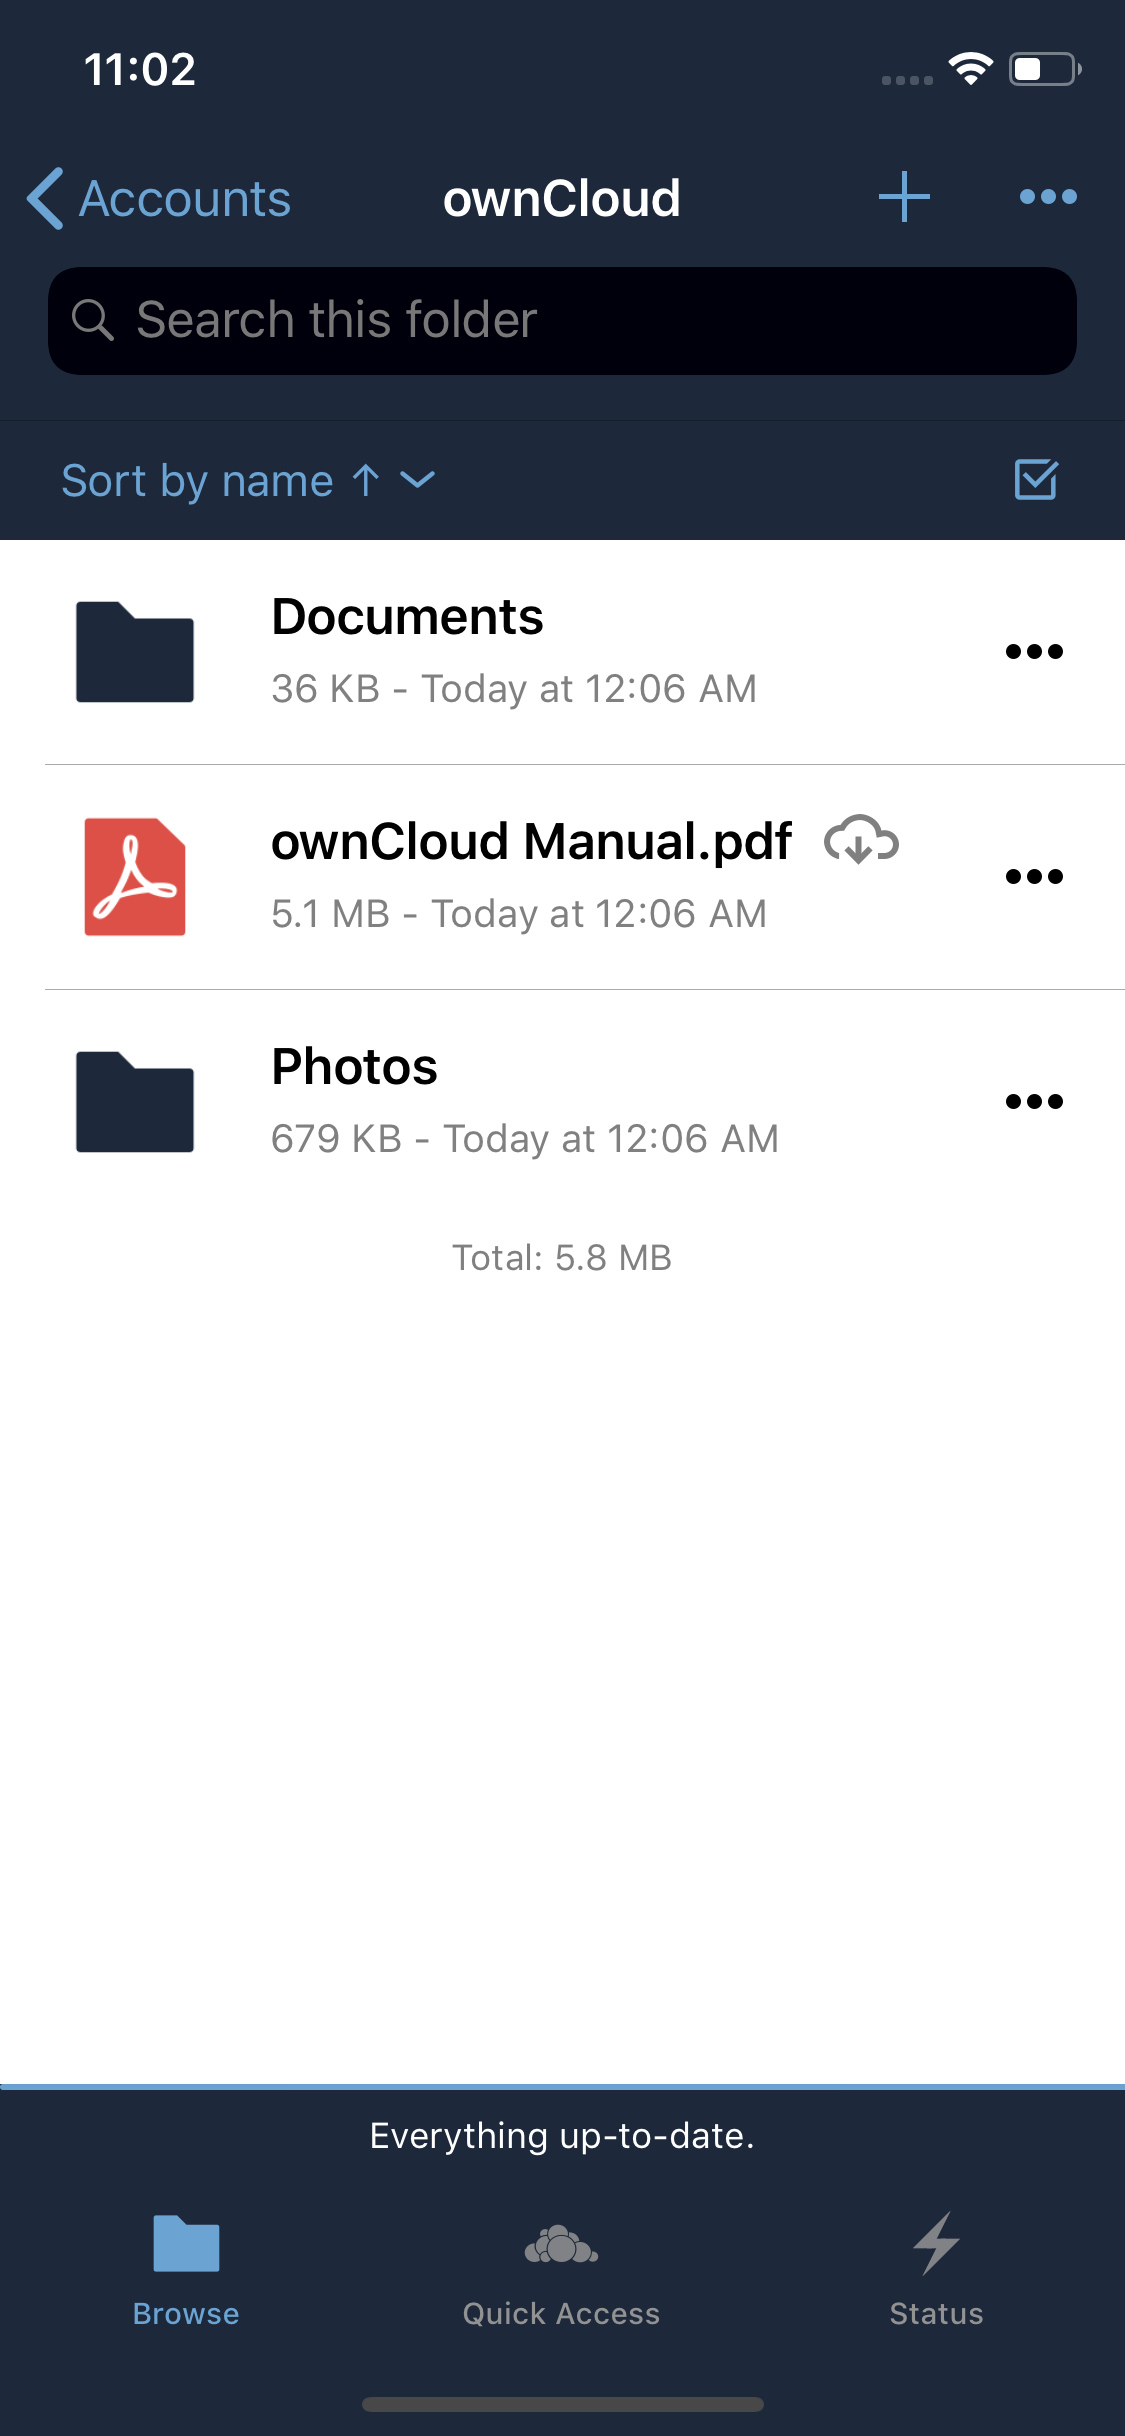 11:02
Accounts
ownCloud
Search this folder
Sort by name ↑
Documents
36 KB - Today at 12:06 AM
ownCloud Manual.pdf
5.1 MB - Today at 12:06 AM
Photos
679 KB - Today at 12:06 AM
Total: 5.8 MB
Everything up-to-date.
Browse
Quick Access
Status